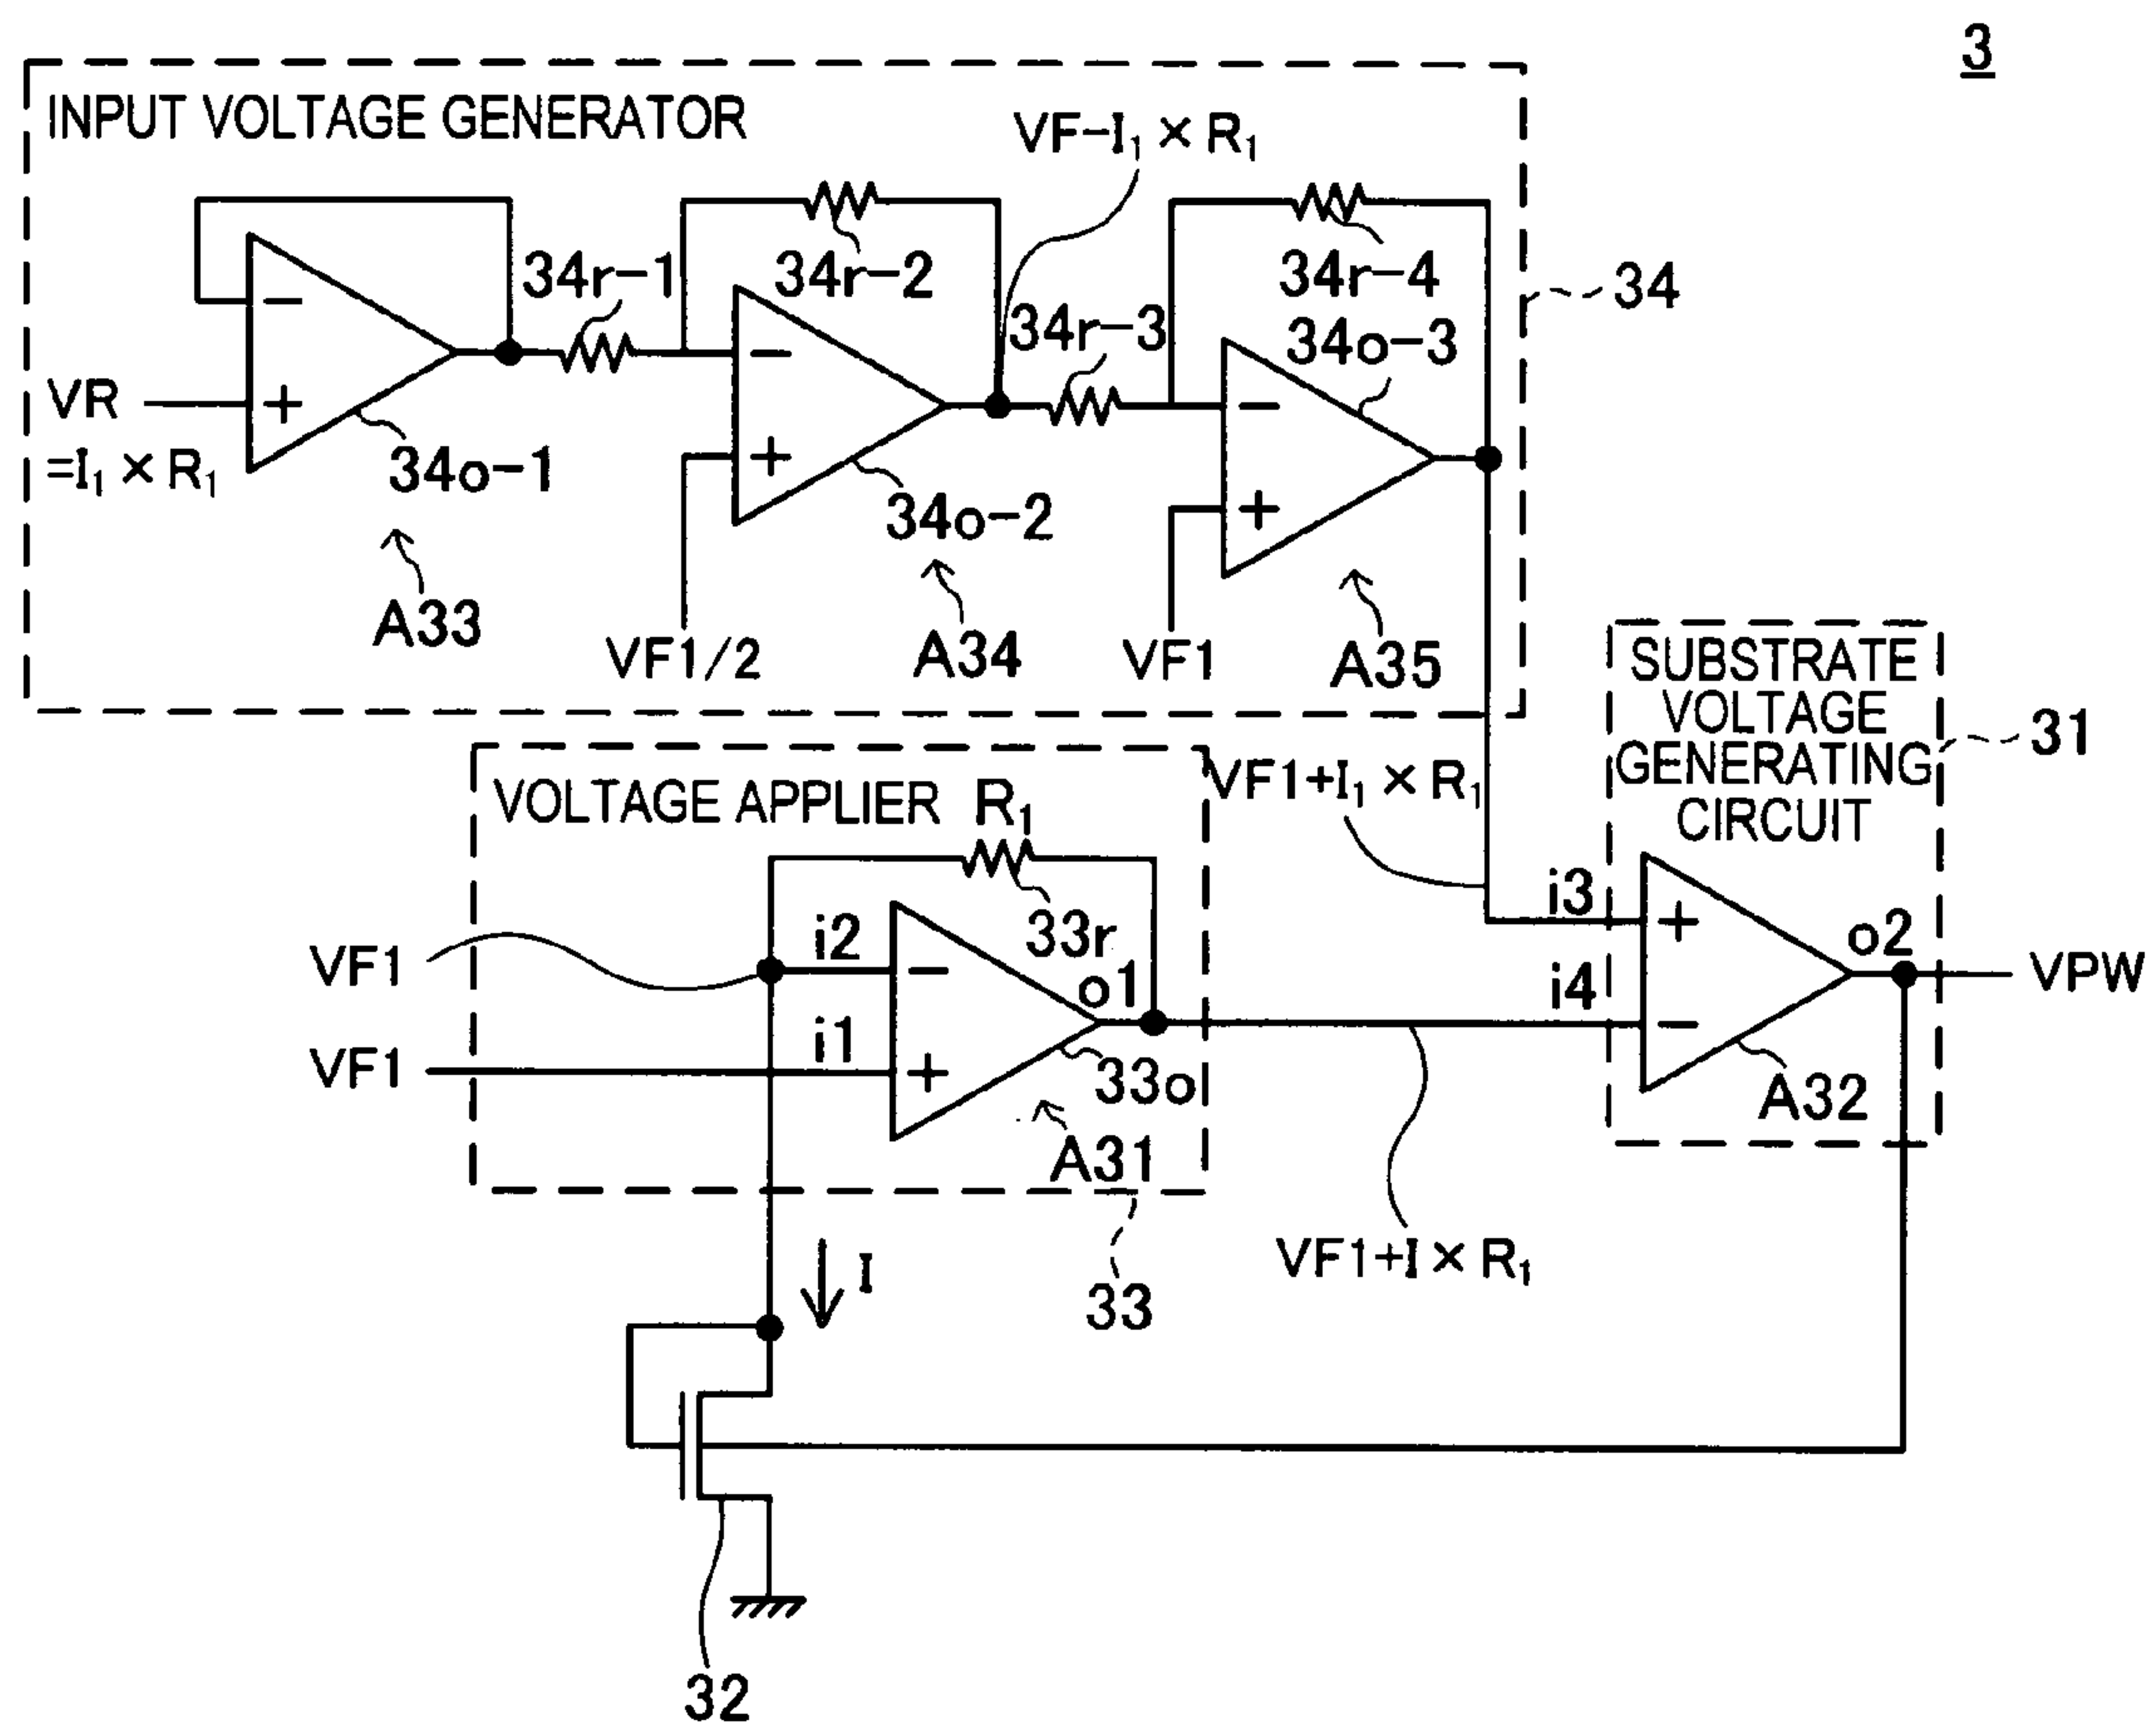 3
INPUT VOLTAGE GENERATOR
VF-I₁ × R₁
34r-1
34r-2
34r-3
34r-4
34o-3
34
VR
=I₁ × R₁
34o-1
34o-2
A33
VF1/2
A34
VF1
A35
SUBSTRATE
VOLTAGE
GENERATING
CIRCUIT
31
VOLTAGE APPLIER R₁
VF1+I₁ × R₁
33r
i3
i2
o2
VF1
o1
i4
VPW
i1
VF1
33o
A32
A31
VF1+I × R₁
I
33
32